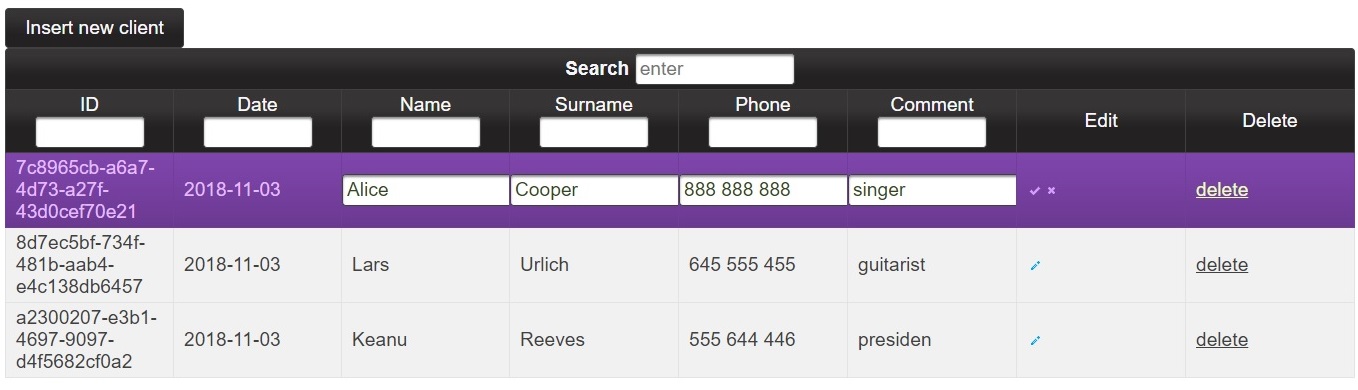 Insert new client
Search enter
ID Date Name Surname Phone Comment Edit Delete
7c8965cb-a6a7-
4d73-a27f- 2018-11-03 Alice Cooper 888 888 888 singer delete
43d0cef70e21
8d7ec5bf-734f-
481b-aab4- 2018-11-03 Lars Urlich 645 555 455 guitarist delete
e4c138db6457
a2300207-e3b1-
4697-9097- 2018-11-03 Keanu Reeves 555 644 446 presiden delete
d4f5682cf0a2